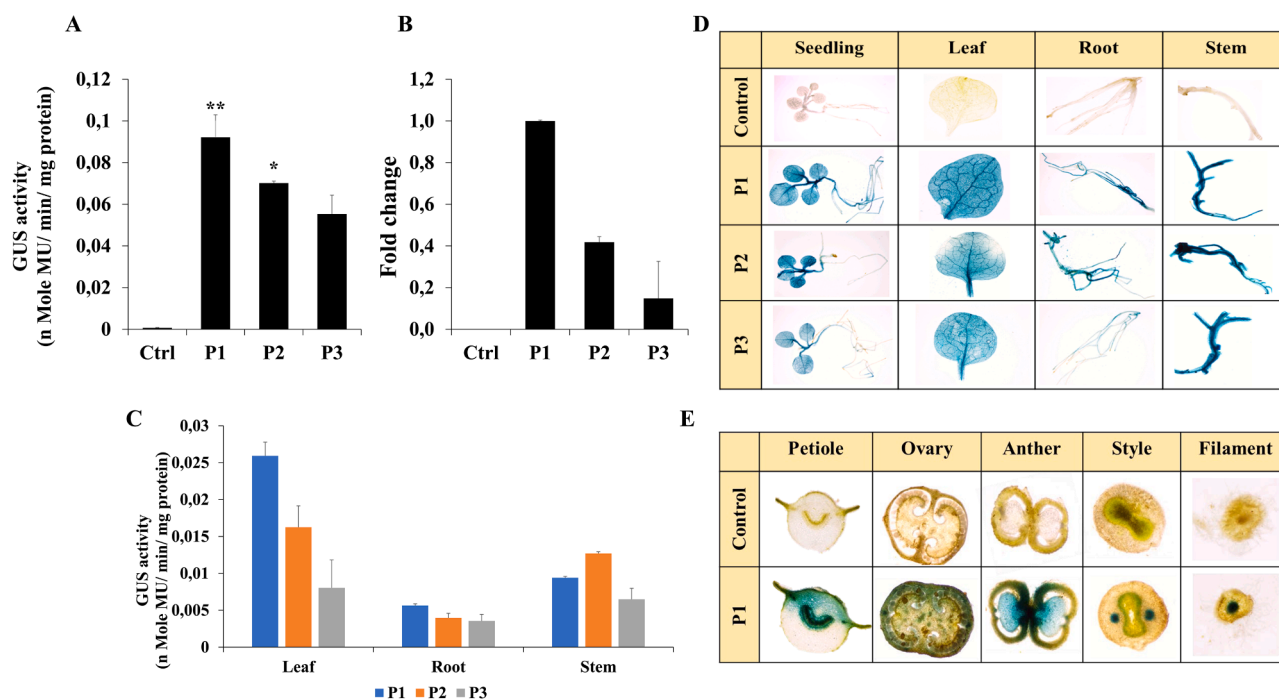 A
GUS activity
(n Mole MU/ min/ mg protein)
0,12
0,1
0,08
0,06
0,04
0,02
0
**
*
Ctrl P1 P2 P3
B
Fold change
1,2
1,0
0,8
0,6
0,4
0,2
0,0
Ctrl P1 P2 P3
C
GUS activity
(n Mole MU/ min/ mg protein)
0,03
0,025
0,02
0,015
0,01
0,005
0
Leaf Root Stem
P1 P2 P3
D
Seedling Leaf Root Stem
Control
P1
P2
P3
E
Petiole Ovary Anther Style Filament
Control
P1